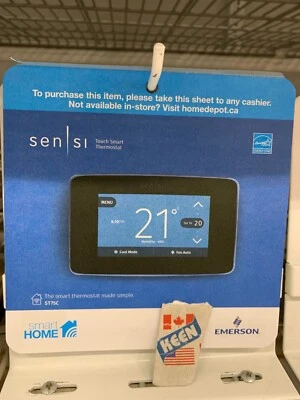 To purchase this item, please take this sheet to any cashier.
Not available in-store? Visit homedepot.ca
sensi
Touch Smart
Thermostat
MENU
21°
Set to 20
Cool Mode
Fan Auto
The smart thermostat made simple.
ST75C
smart
HOME
KEEN
EMERSON